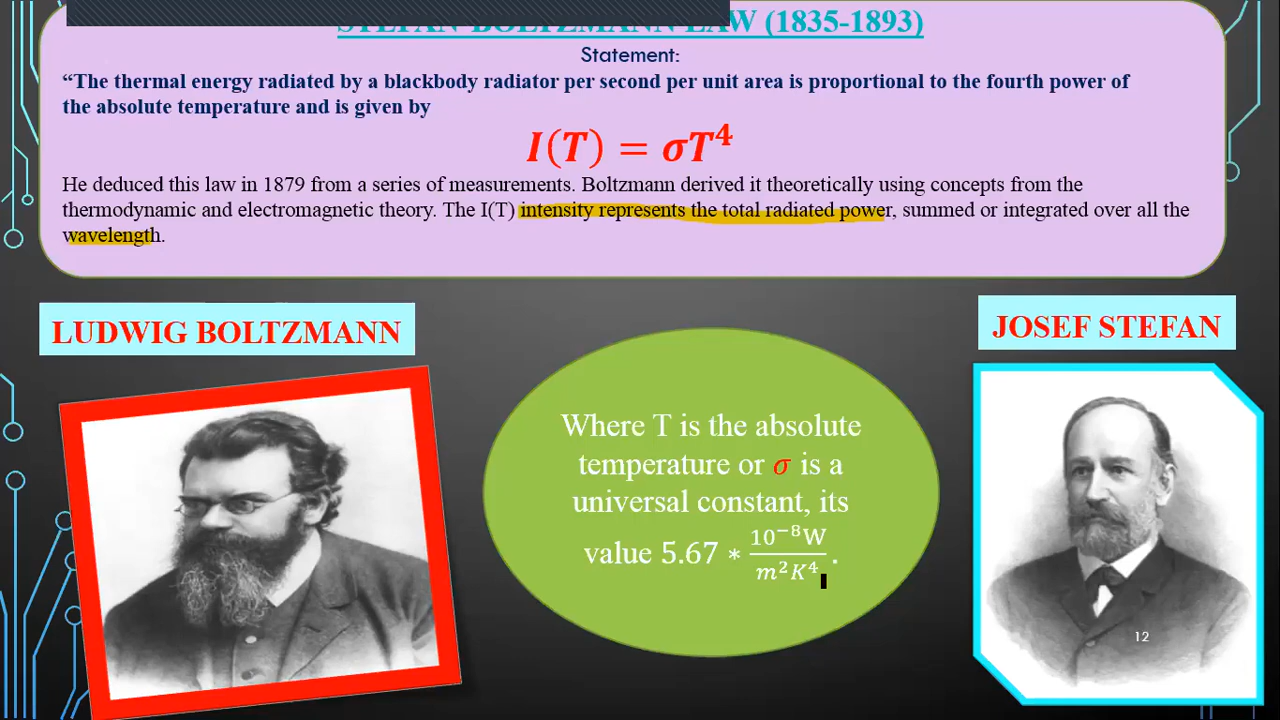 STEFAN BOLTZMANN LAW (1835-1893)
Statement:
“The thermal energy radiated by a blackbody radiator per second per unit area is proportional to the fourth power of
the absolute temperature and is given by
I(T) = σT⁴
He deduced this law in 1879 from a series of measurements. Boltzmann derived it theoretically using concepts from the
thermodynamic and electromagnetic theory. The I(T) intensity represents the total radiated power, summed or integrated over all the
wavelength.
LUDWIG BOLTZMANN
JOSEF STEFAN
Where T is the absolute
temperature or σ is a
universal constant, its
value 5.67 * 10⁻⁸W / m²K⁴.
12